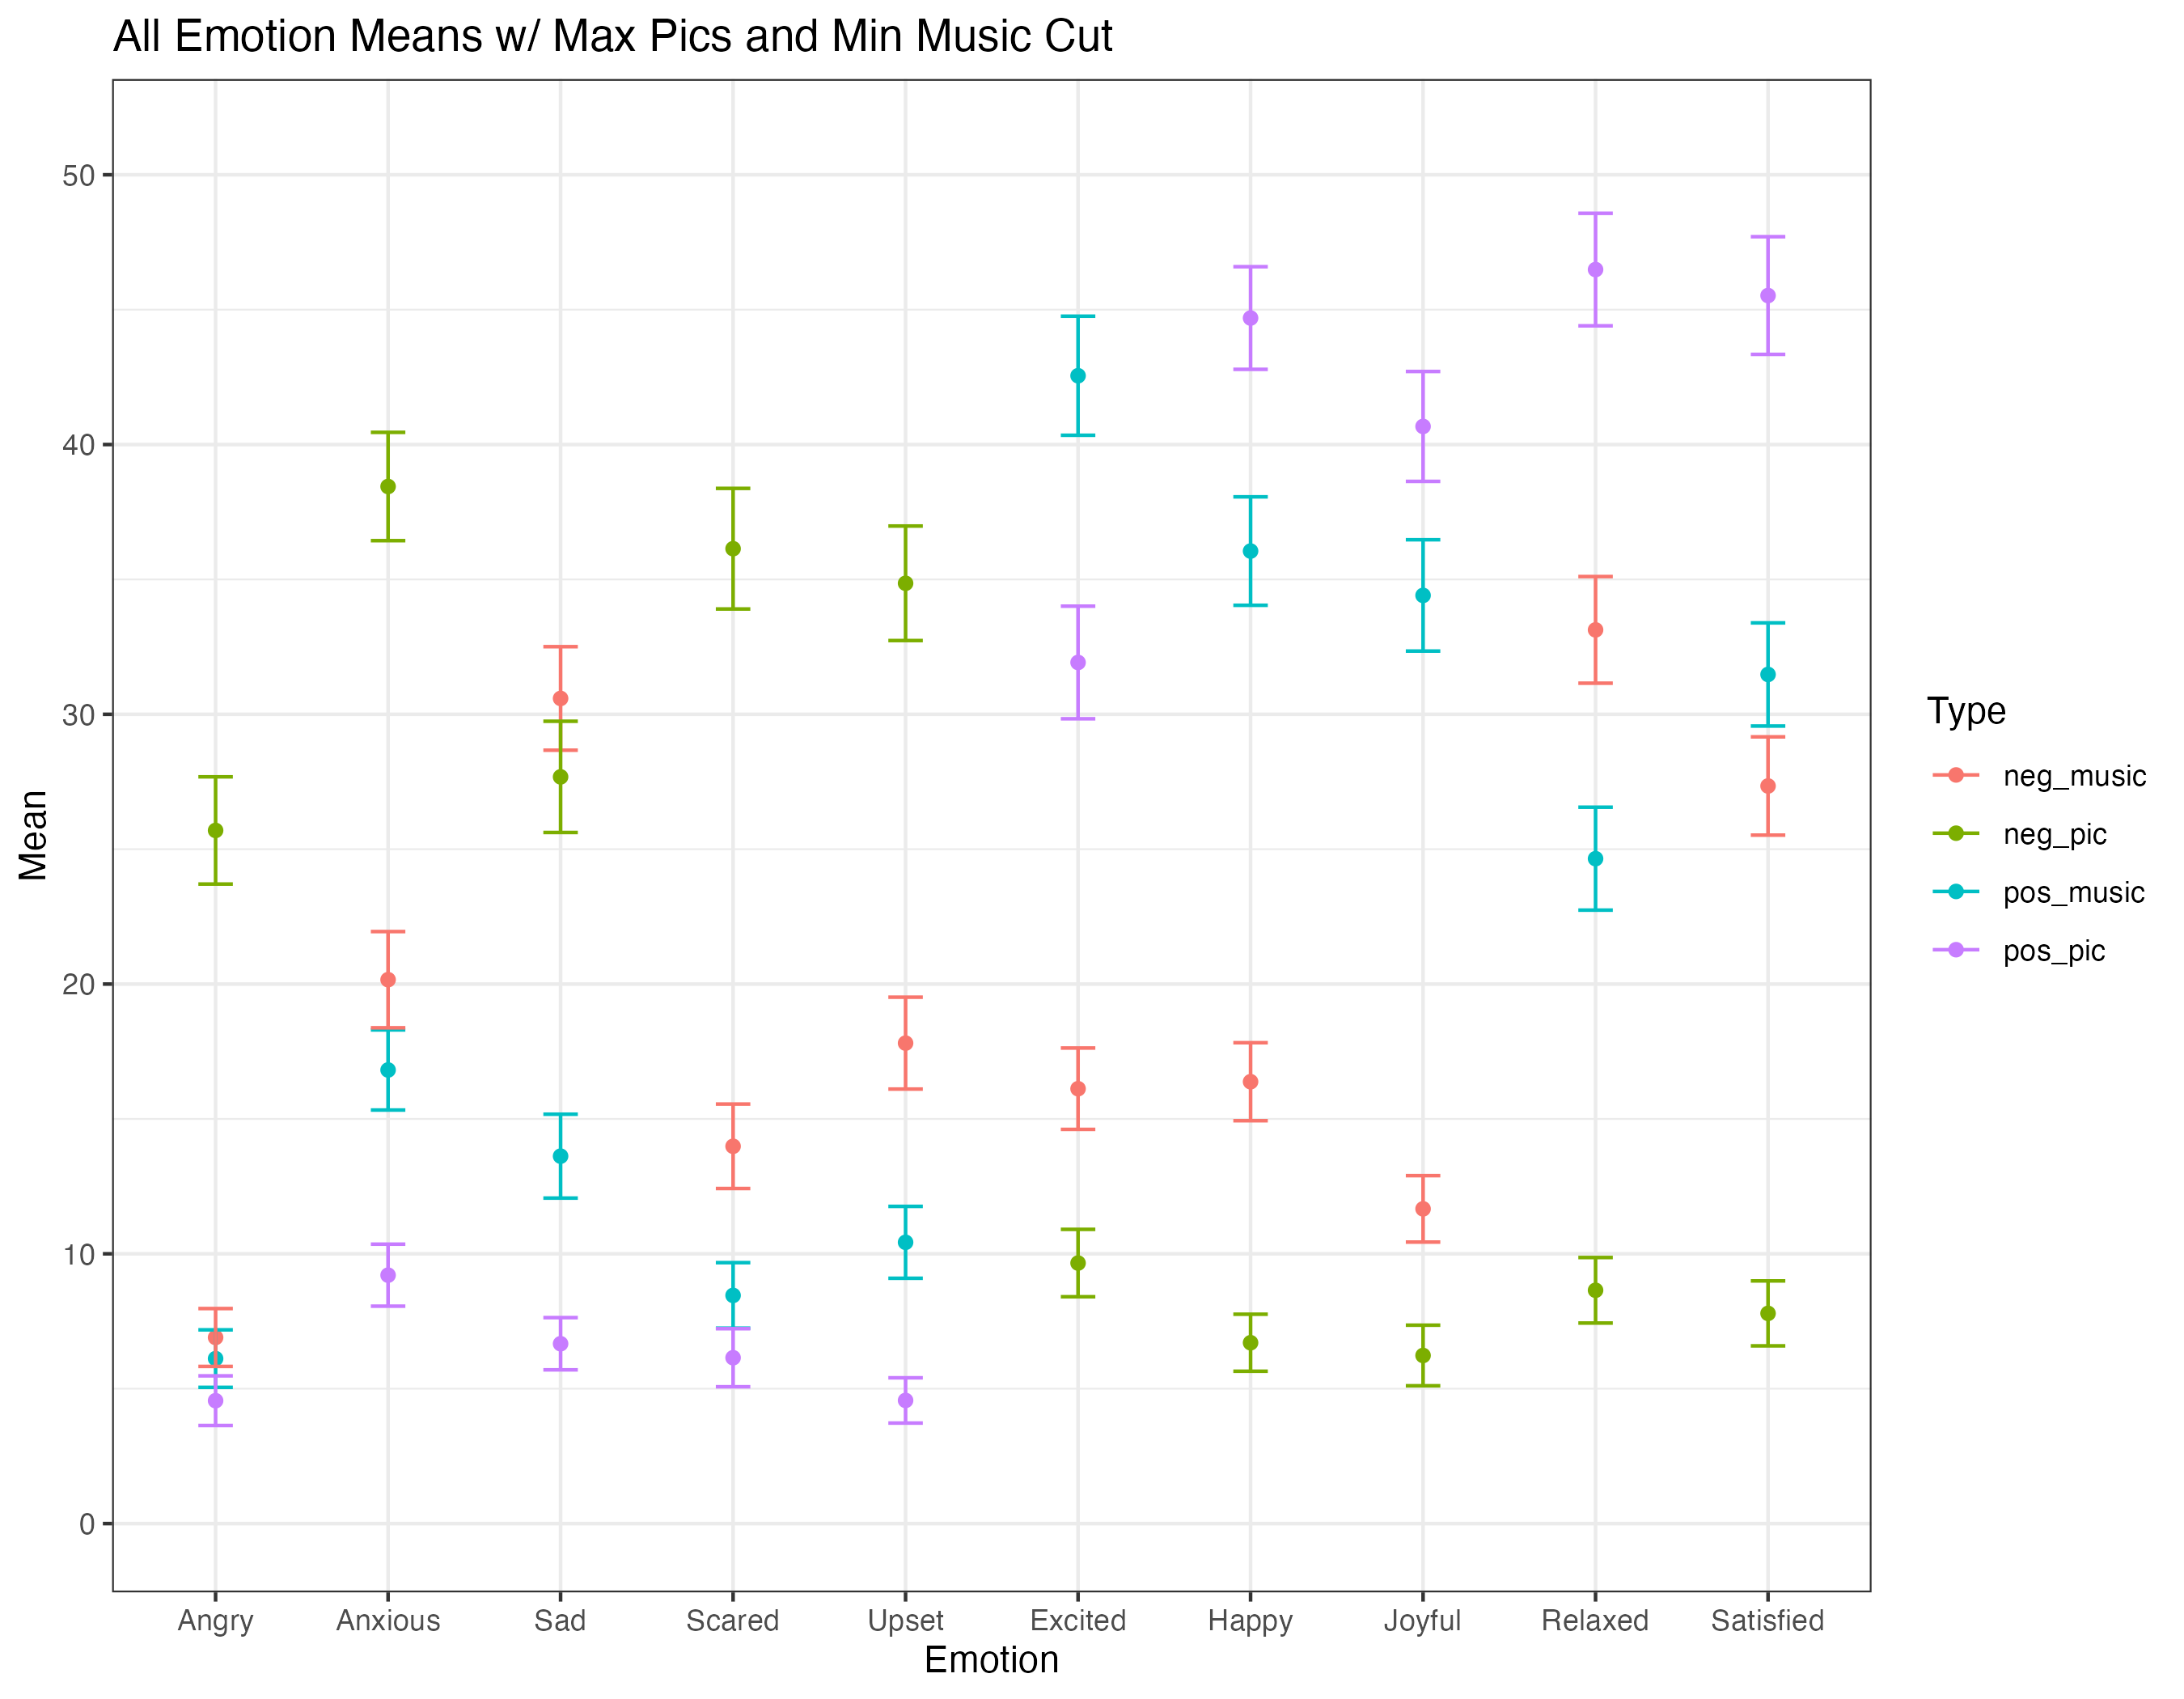 All Emotion Means w/ Max Pics and Min Music Cut
50
40
30
20
10
0
Mean
Angry Anxious Sad Scared Upset Excited Happy Joyful Relaxed Satisfied
Emotion
Type
neg_music
neg_pic
pos_music
pos_pic